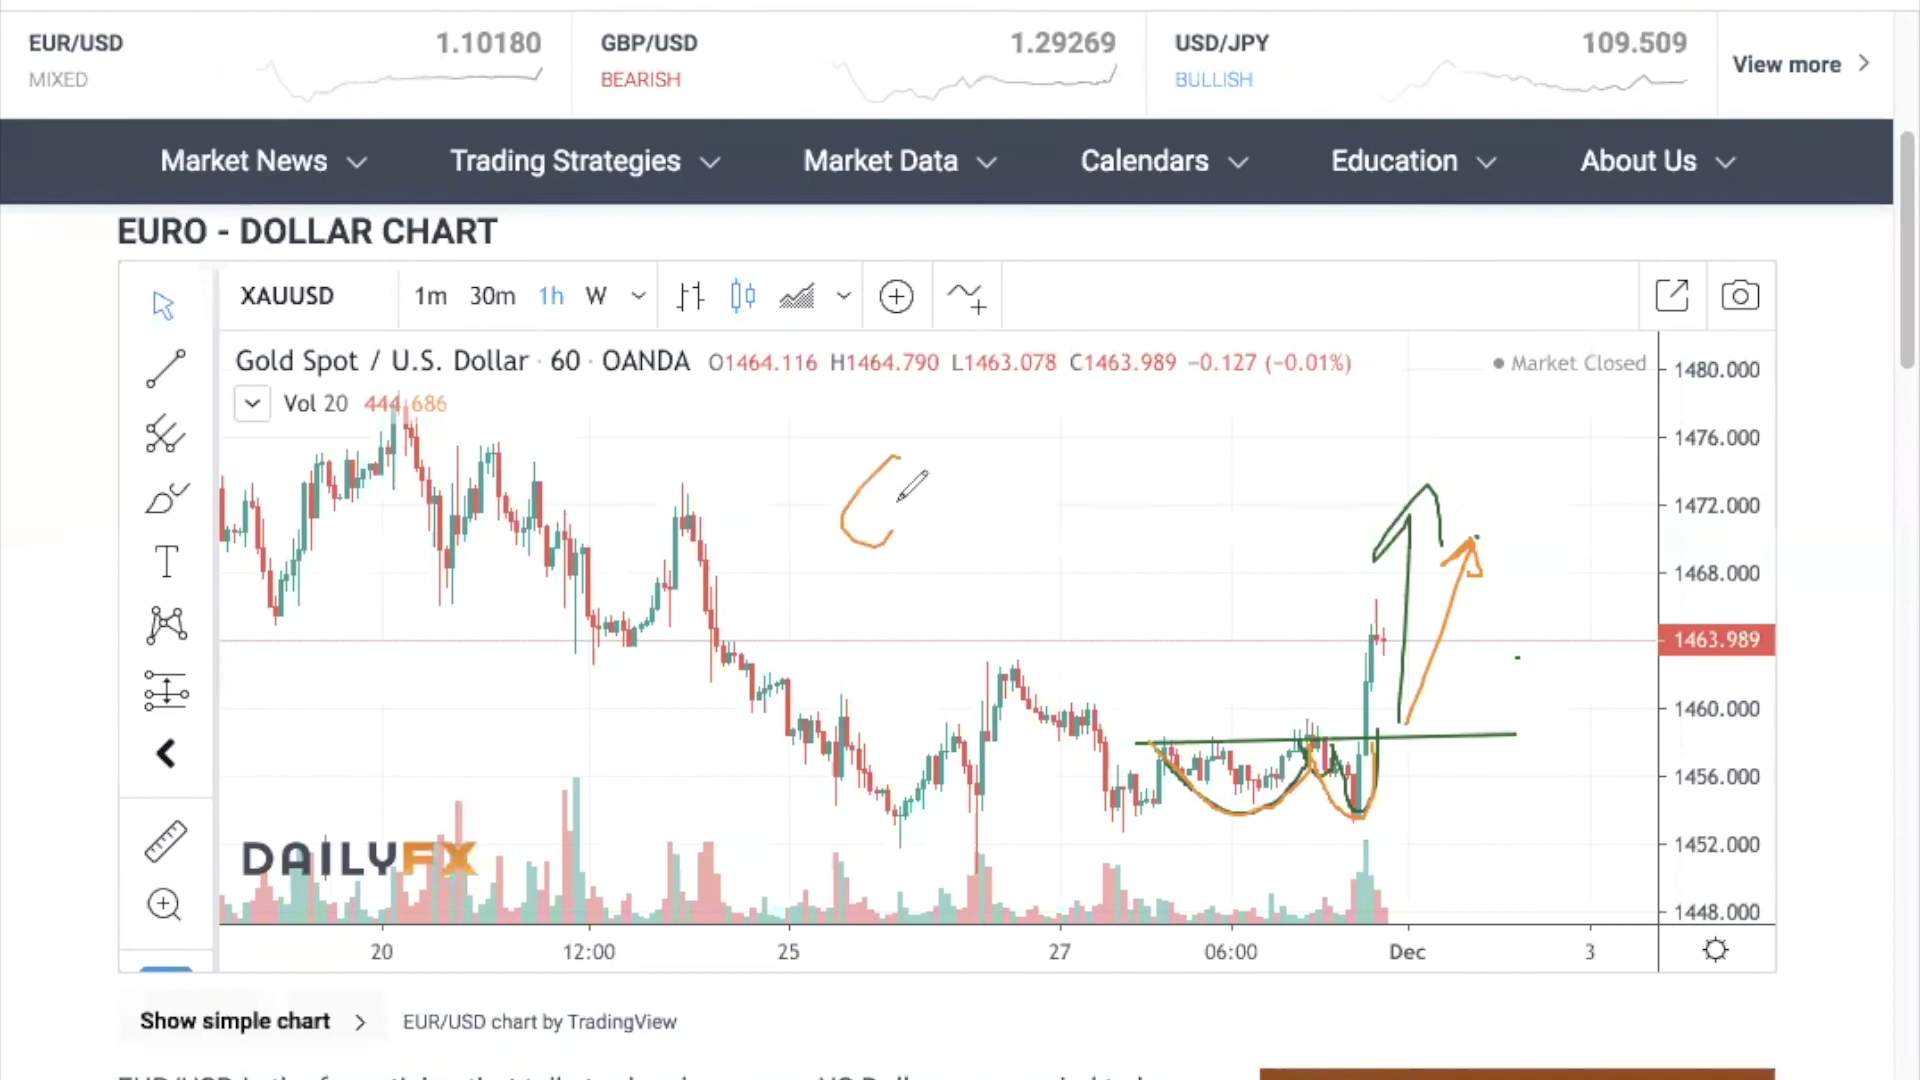 EUR/USD 1.10180 GBP/USD 1.29269 USD/JPY 109.509
MIXED BEARISH BULLISH View more
Market News Trading Strategies Market Data Calendars Education About Us
EURO - DOLLAR CHART
XAUUSD 1m 30m 1h W
Gold Spot / U.S. Dollar · 60 · OANDA O1464.116 H1464.790 L1463.078 C1463.989 −0.127 (−0.01%) Market Closed
Vol 20 444 686
1480.000
1476.000
1472.000
1468.000
1463.989
1460.000
1456.000
1452.000
1448.000
DAILYFX
20 12:00 25 27 06:00 Dec 3
Show simple chart EUR/USD chart by TradingView